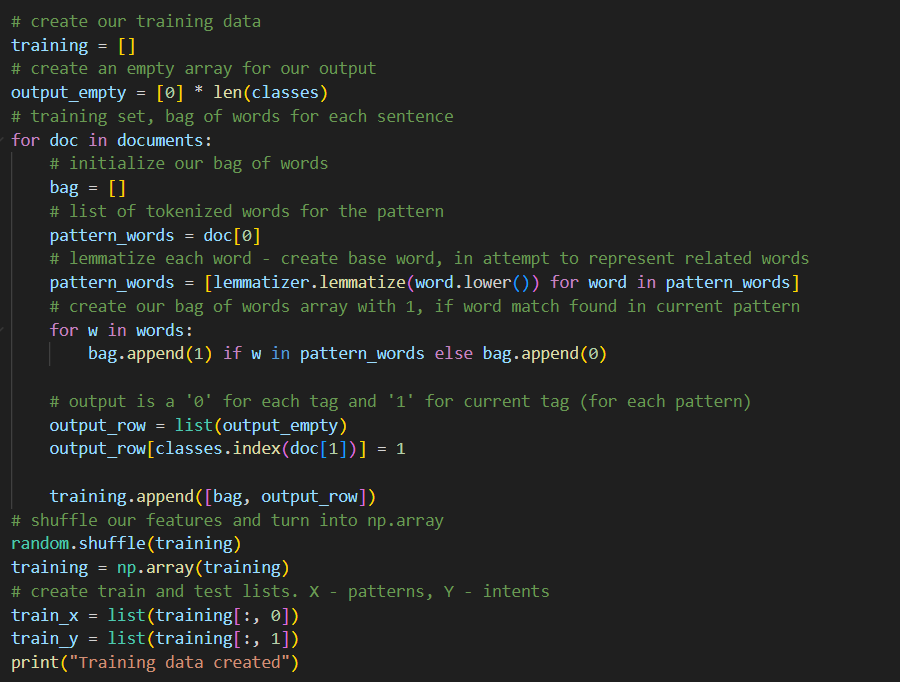 # create our training data
training = []
# create an empty array for our output
output_empty = [0] * len(classes)
# training set, bag of words for each sentence
for doc in documents:
    # initialize our bag of words
    bag = []
    # list of tokenized words for the pattern
    pattern_words = doc[0]
    # lemmatize each word - create base word, in attempt to represent related words
    pattern_words = [lemmatizer.lemmatize(word.lower()) for word in pattern_words]
    # create our bag of words array with 1, if word match found in current pattern
    for w in words:
        bag.append(1) if w in pattern_words else bag.append(0)

    # output is a '0' for each tag and '1' for current tag (for each pattern)
    output_row = list(output_empty)
    output_row[classes.index(doc[1])] = 1

    training.append([bag, output_row])
# shuffle our features and turn into np.array
random.shuffle(training)
training = np.array(training)
# create train and test lists. X - patterns, Y - intents
train_x = list(training[:, 0])
train_y = list(training[:, 1])
print("Training data created")